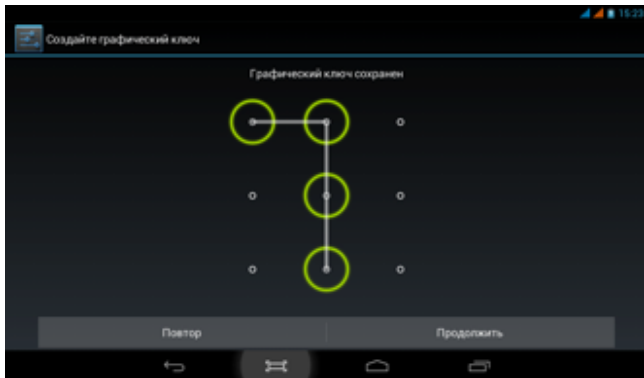 15:23
Создайте графический ключ
Графический ключ сохранен
Повтор
Продолжить